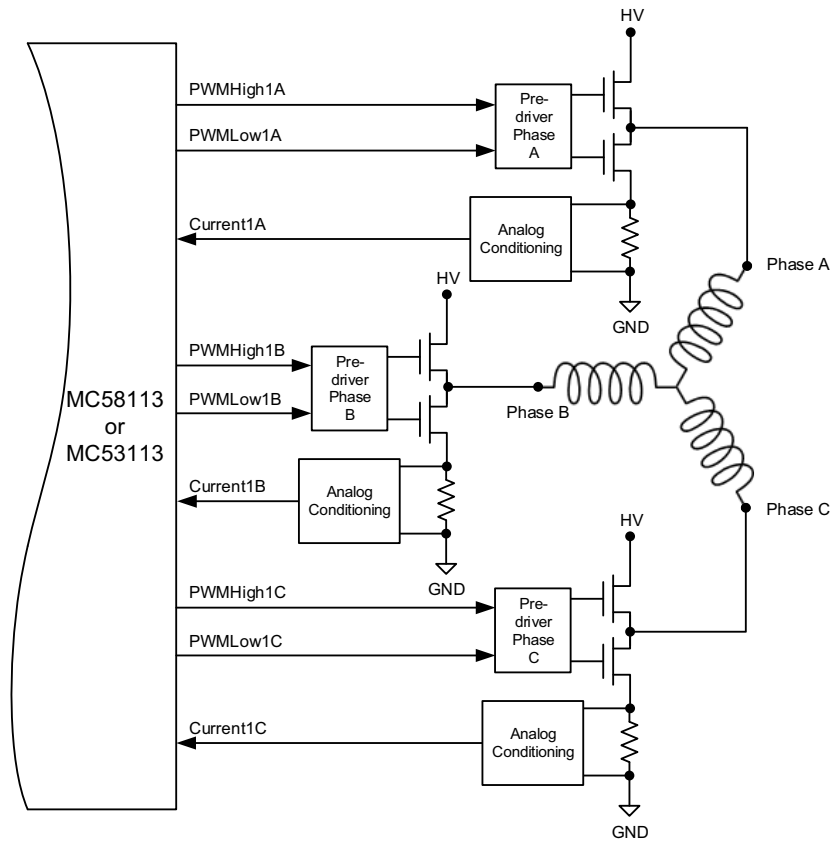 HV
PWMHigh1A
Pre-
driver
Phase
A
PWMLow1A
Current1A
Analog
Conditioning
Phase A
HV
GND
PWMHigh1B
Pre-
driver
Phase
B
MC58113
or
MC53113
PWMLow1B
Phase B
Current1B
Analog
Conditioning
Phase C
HV
GND
PWMHigh1C
Pre-
driver
Phase
C
PWMLow1C
Current1C
Analog
Conditioning
GND